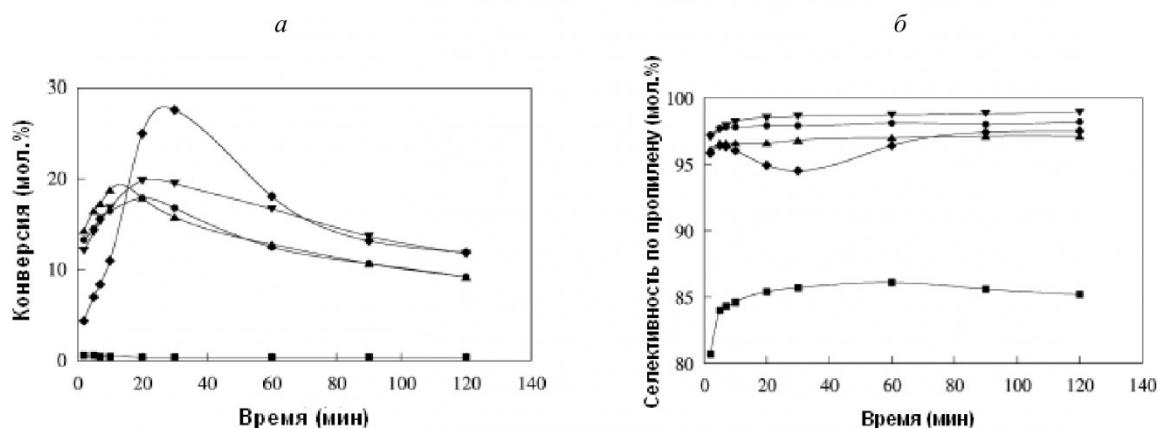 а
б
Конверсия (мол.%)
30
20
10
0
0 20 40 60 80 100 120 140
Время (мин)
Селективность по пропилену (мол.%)
100
95
90
85
80
0 20 40 60 80 100 120 140
Время (мин)